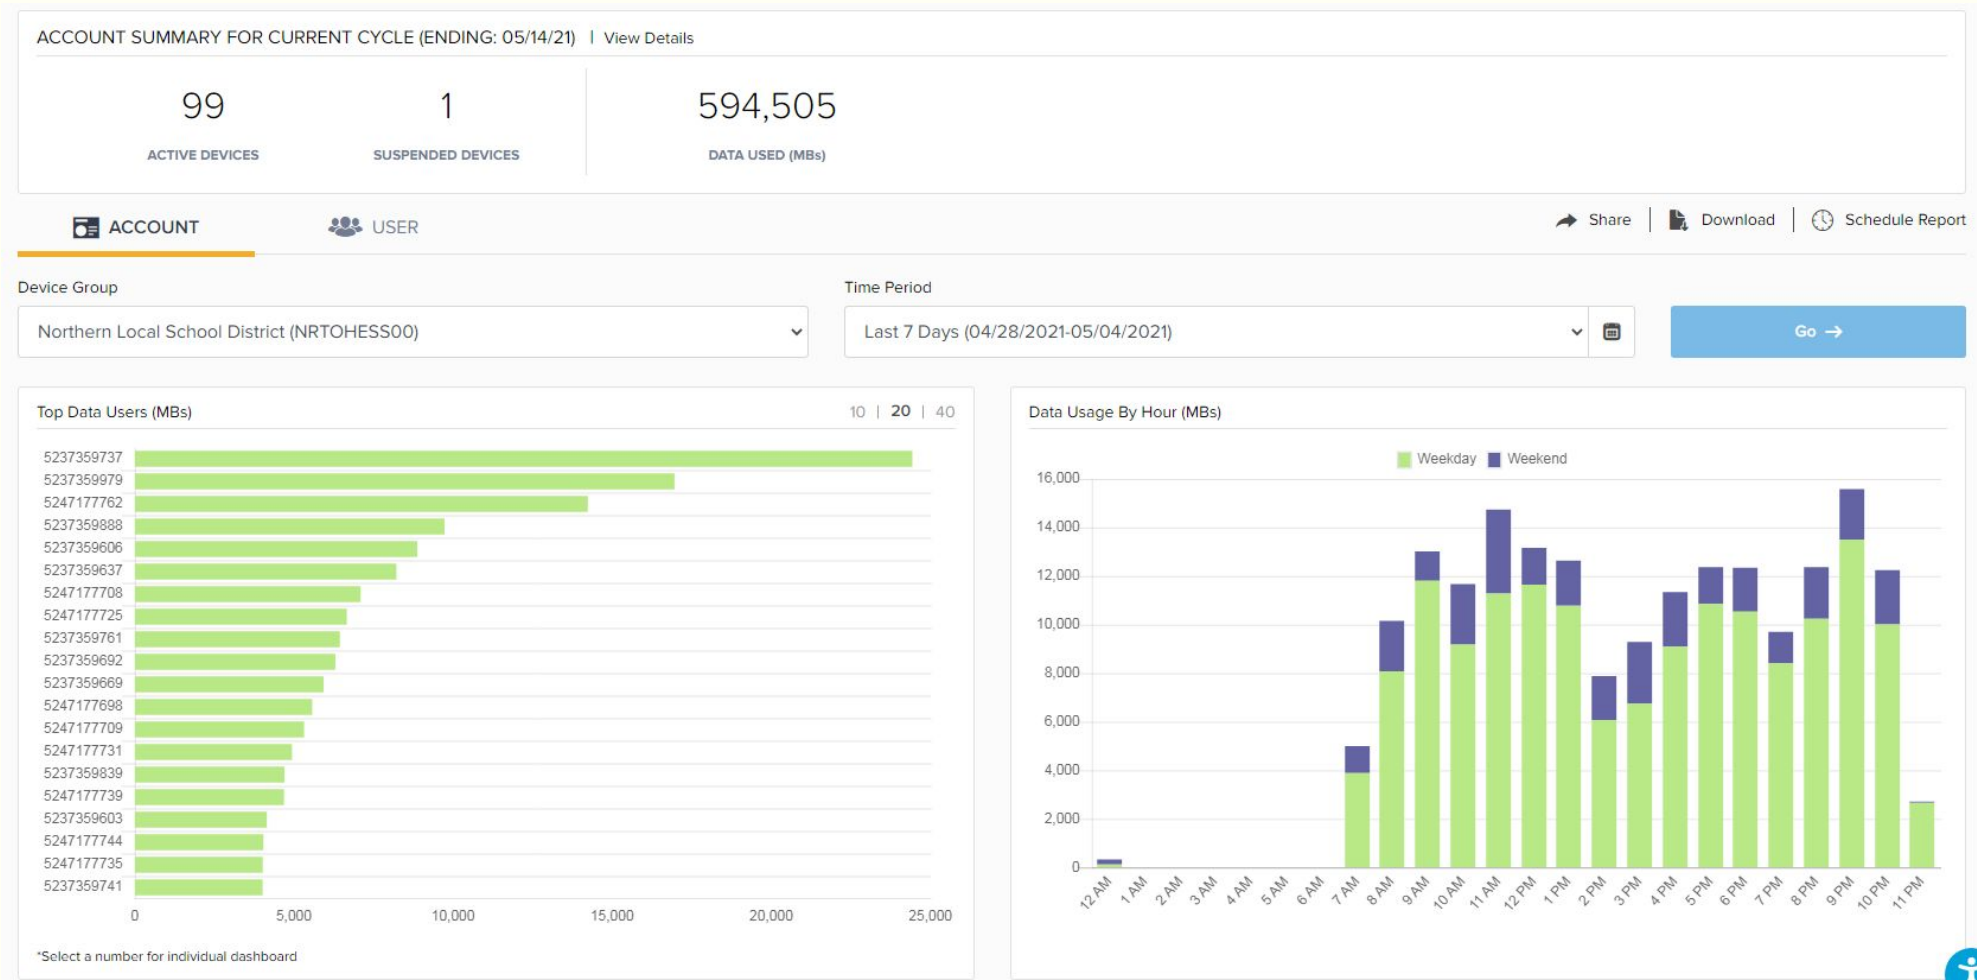 ACCOUNT SUMMARY FOR CURRENT CYCLE (ENDING: 05/14/21) | View Details
99 1 594,505
ACTIVE DEVICES SUSPENDED DEVICES DATA USED (MBs)
ACCOUNT USER Share | Download | Schedule Report
Device Group Time Period
Northern Local School District (NRTOHESS00) Last 7 Days (04/28/2021-05/04/2021) Go →
Top Data Users (MBs) 10 | 20 | 40
5237359737
5237359979
5247177762
5237359888
5237359606
5237359637
5247177708
5247177725
5237359761
5237359692
5237359669
5247177698
5247177709
5247177731
5237359839
5247177739
5237359603
5247177744
5247177735
5237359741
0 5,000 10,000 15,000 20,000 25,000
*Select a number for individual dashboard
Data Usage By Hour (MBs)
Weekday Weekend
16,000
14,000
12,000
10,000
8,000
6,000
4,000
2,000
0
12 AM 1 AM 2 AM 3 AM 4 AM 5 AM 6 AM 7 AM 8 AM 9 AM 10 AM 11 AM 12 PM 1 PM 2 PM 3 PM 4 PM 5 PM 6 PM 7 PM 8 PM 9 PM 10 PM 11 PM